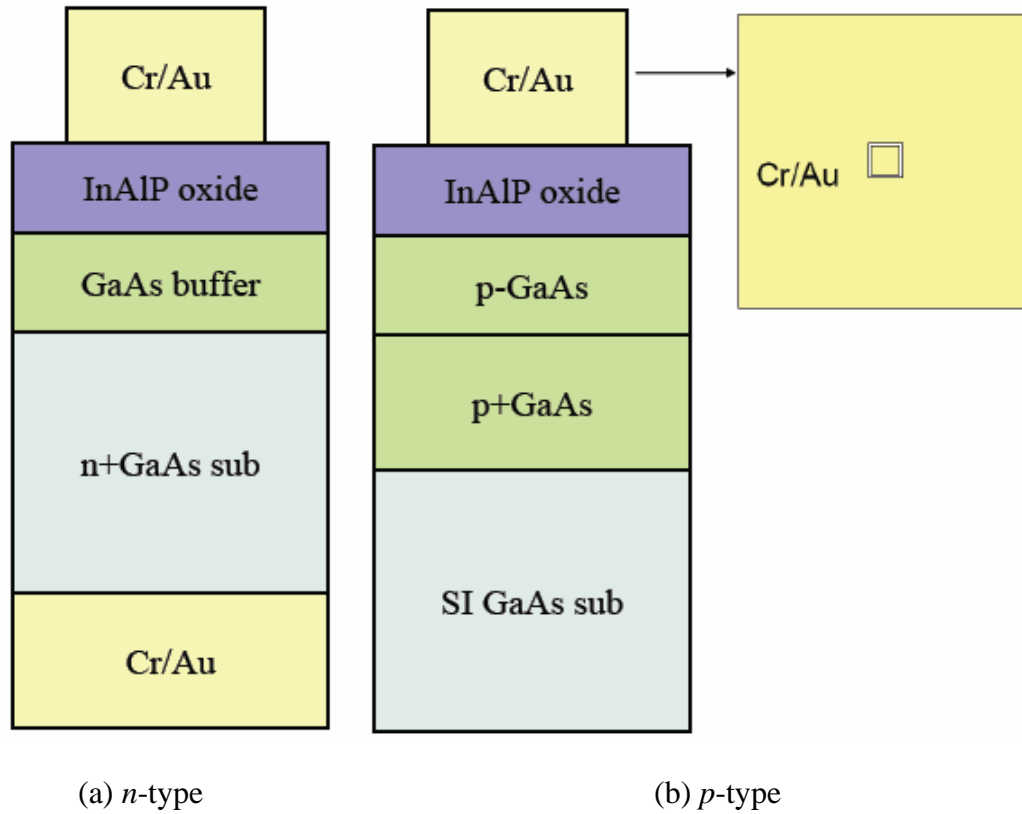 Cr/Au
InAlP oxide
GaAs buffer
n+GaAs sub
Cr/Au
Cr/Au
InAlP oxide
p-GaAs
p+GaAs
SI GaAs sub
Cr/Au
(a) n-type
(b) p-type